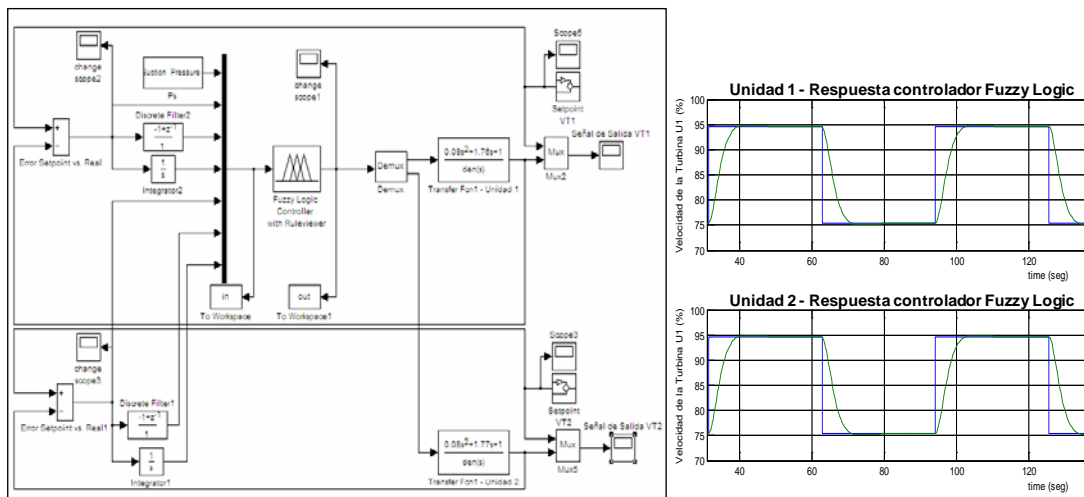 Scope5
change
scope2
Suction Pressure
Ps
change
scope1
Setpoint
VT1
Señal de Salida VT1
Discrete Filter2
-1+z⁻¹
1
+
-
Error Setpoint vs. Real
1
s
Integrator2
Fuzzy Logic
Controller
with Ruleviewer
Demux
Demux
0.09s²+1.76s+1
den(s)
Transfer Fcn1 - Unidad 1
Mux
Mux2
in
To Workspace
out
To Workspace1
Scope3
change
scope3
Setpoint
VT2
Señal de Salida VT2
+
-
Error Setpoint vs. Real1
Discrete Filter1
-1+z⁻¹
1
1
s
Integrator1
0.08s²+1.77s+1
den(s)
Transfer Fcn1 - Unidad 2
Mux
Mux5
Unidad 1 - Respuesta controlador Fuzzy Logic
Velocidad de la Turbina U1 (%)
100
95
90
85
80
75
70
40 60 80 100 120
time (seg)
Unidad 2 - Respuesta controlador Fuzzy Logic
Velocidad de la Turbina U1 (%)
100
95
90
85
80
75
70
40 60 80 100 120
time (seg)